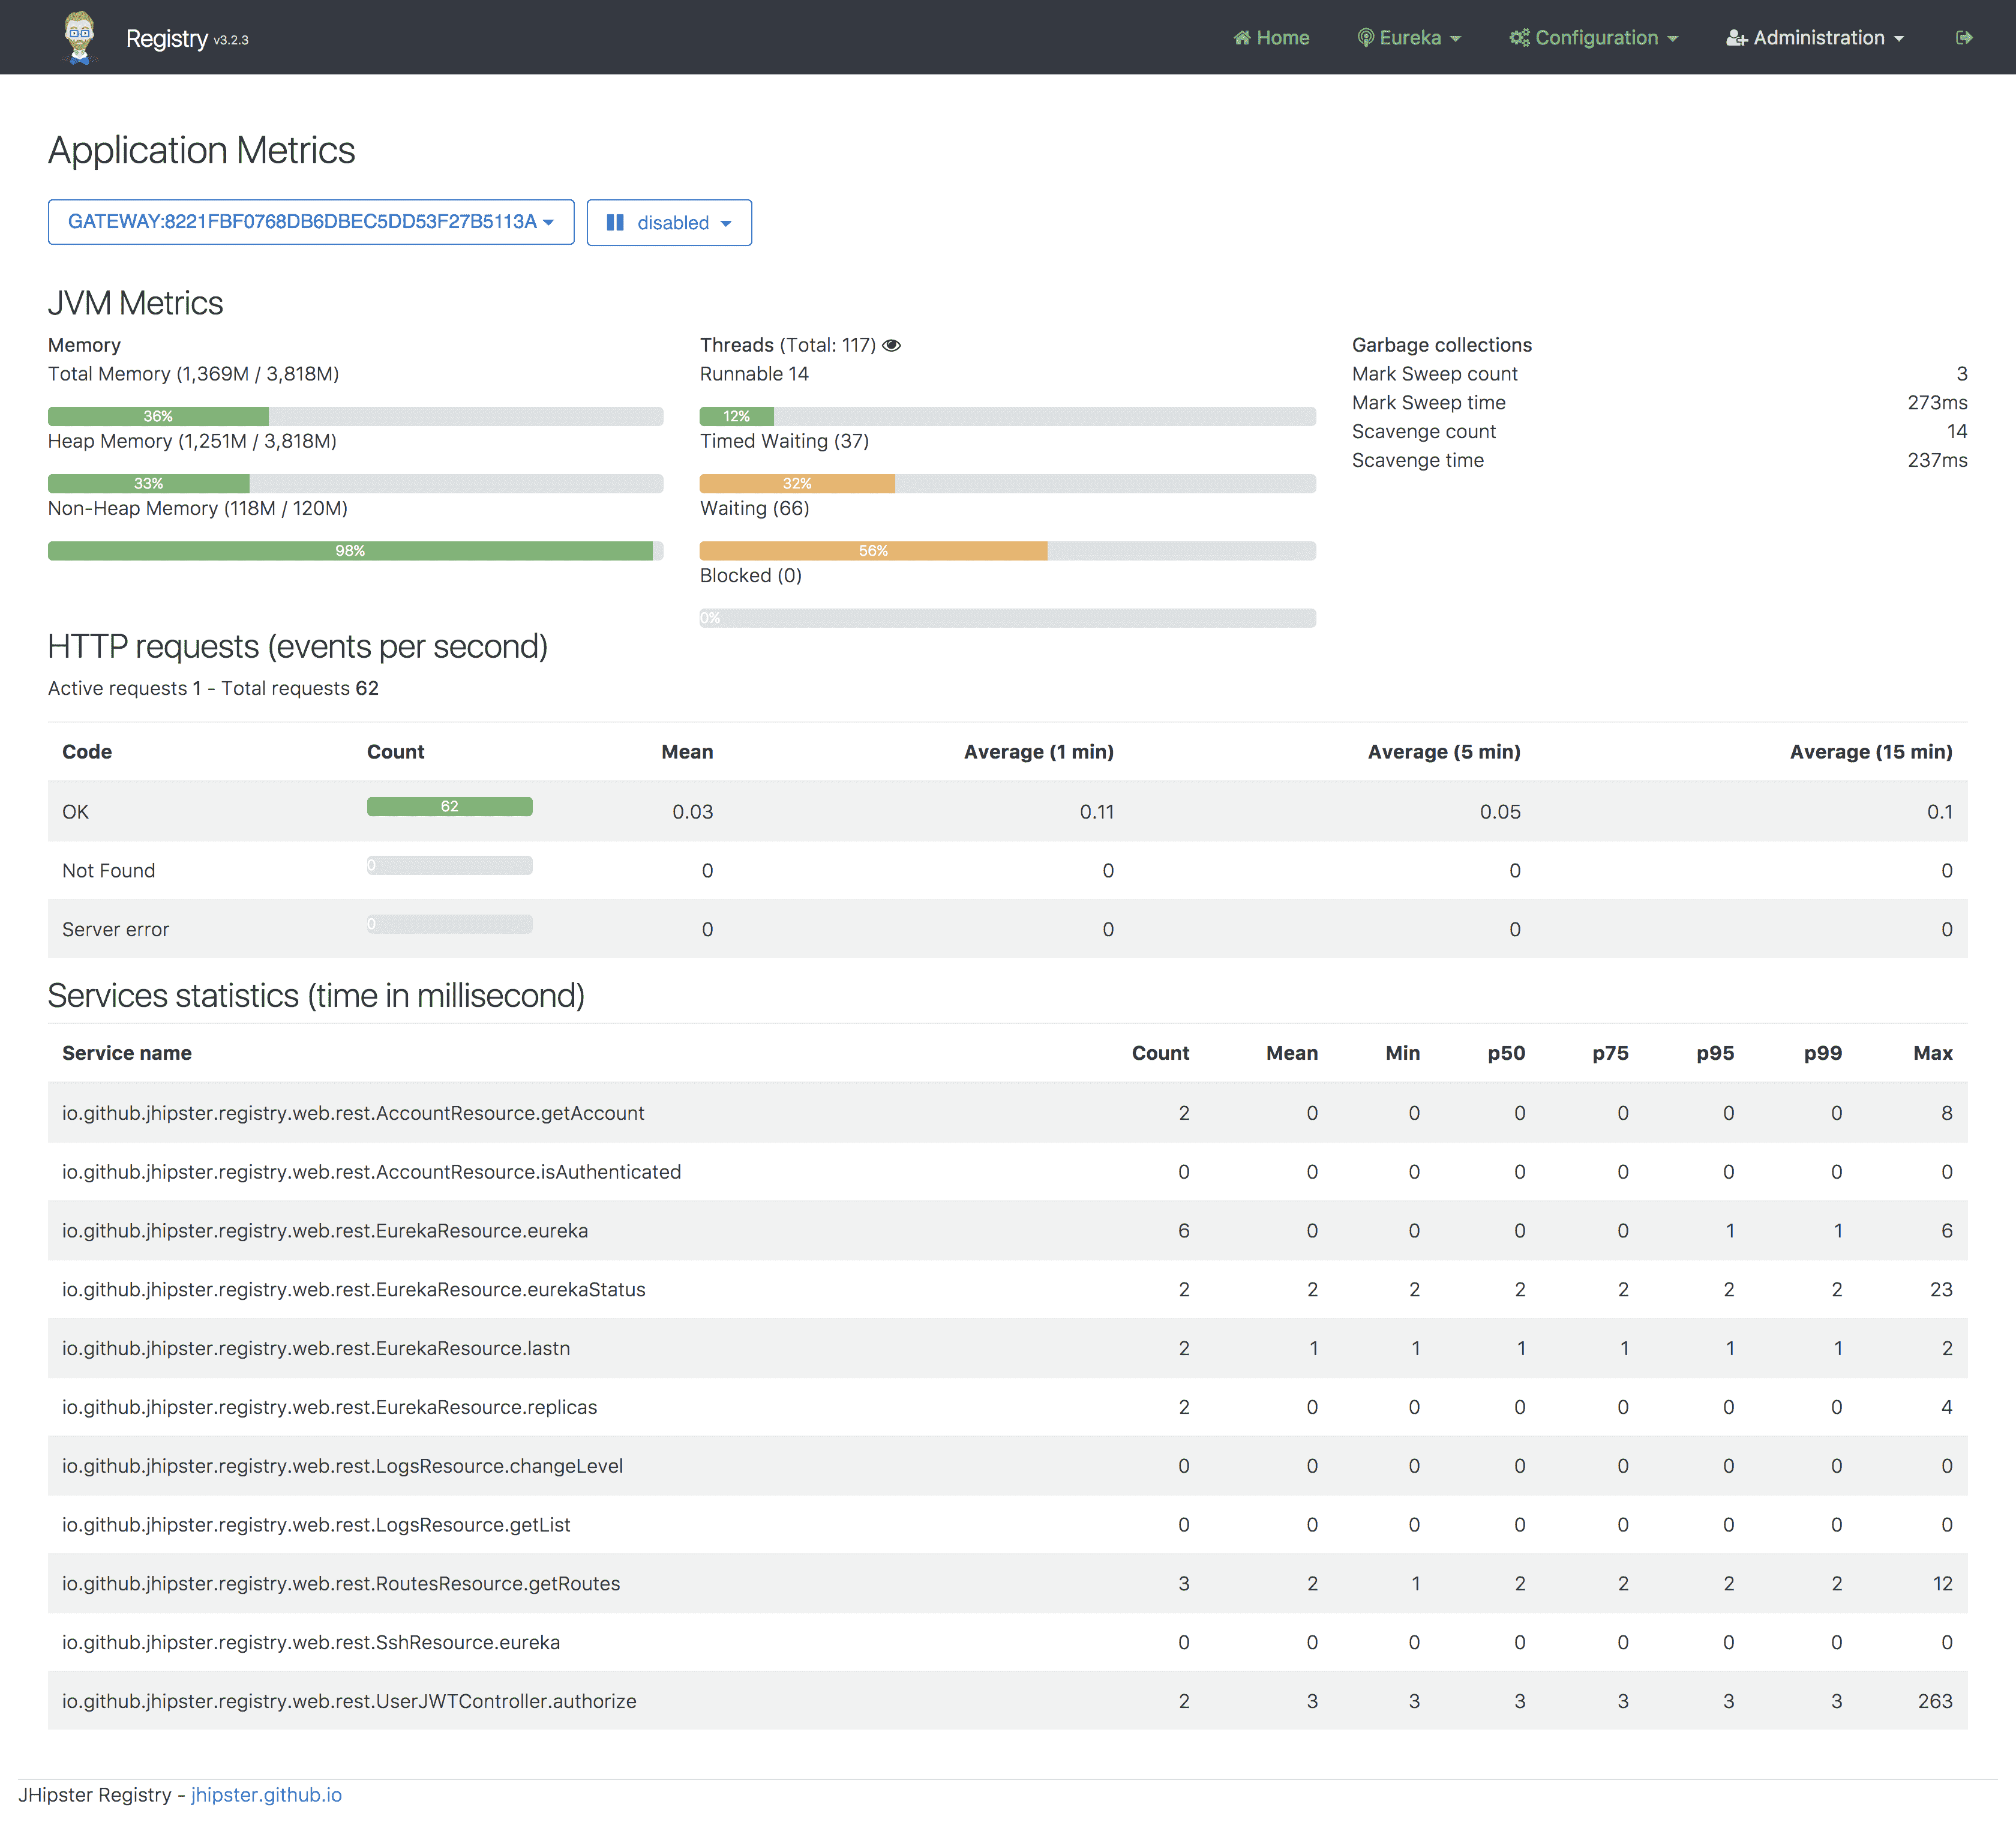 Registry v3.2.3 Home Eureka Configuration Administration
Application Metrics
GATEWAY:8221FBF0768DB6DBEC5DD53F27B5113A disabled
JVM Metrics
Memory
Total Memory (1,369M / 3,818M)
36%
Heap Memory (1,251M / 3,818M)
33%
Non-Heap Memory (118M / 120M)
98%
Threads (Total: 117)
Runnable 14
12%
Timed Waiting (37)
32%
Waiting (66)
56%
Blocked (0)
0%
Garbage collections
Mark Sweep count 3
Mark Sweep time 273ms
Scavenge count 14
Scavenge time 237ms
HTTP requests (events per second)
Active requests 1 - Total requests 62
Code Count Mean Average (1 min) Average (5 min) Average (15 min)
OK 62 0.03 0.11 0.05 0.1
Not Found 0 0 0 0 0
Server error 0 0 0 0 0
Services statistics (time in millisecond)
Service name Count Mean Min p50 p75 p95 p99 Max
io.github.jhipster.registry.web.rest.AccountResource.getAccount 2 0 0 0 0 0 0 8
io.github.jhipster.registry.web.rest.AccountResource.isAuthenticated 0 0 0 0 0 0 0 0
io.github.jhipster.registry.web.rest.EurekaResource.eureka 6 0 0 0 0 1 1 6
io.github.jhipster.registry.web.rest.EurekaResource.eurekaStatus 2 2 2 2 2 2 2 23
io.github.jhipster.registry.web.rest.EurekaResource.lastn 2 1 1 1 1 1 1 2
io.github.jhipster.registry.web.rest.EurekaResource.replicas 2 0 0 0 0 0 0 4
io.github.jhipster.registry.web.rest.LogsResource.changeLevel 0 0 0 0 0 0 0 0
io.github.jhipster.registry.web.rest.LogsResource.getList 0 0 0 0 0 0 0 0
io.github.jhipster.registry.web.rest.RoutesResource.getRoutes 3 2 1 2 2 2 2 12
io.github.jhipster.registry.web.rest.SshResource.eureka 0 0 0 0 0 0 0 0
io.github.jhipster.registry.web.rest.UserJWTController.authorize 2 3 3 3 3 3 3 263
JHipster Registry - jhipster.github.io